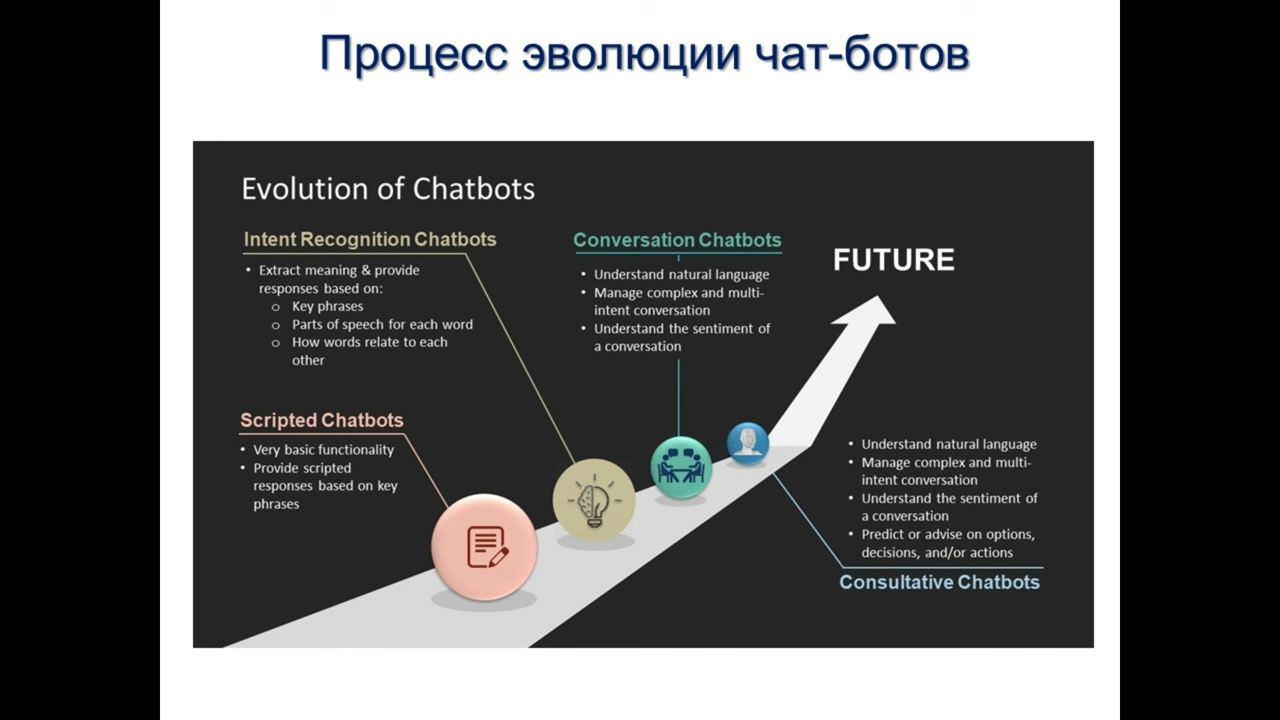 Процесс эволюции чат-ботов
Evolution of Chatbots
Intent Recognition Chatbots
• Extract meaning & provide
responses based on:
o Key phrases
o Parts of speech for each word
o How words relate to each
other
Conversation Chatbots
• Understand natural language
• Manage complex and multi-
intent conversation
• Understand the sentiment of
a conversation
FUTURE
Scripted Chatbots
• Very basic functionality
• Provide scripted
responses based on key
phrases
• Understand natural language
• Manage complex and multi-
intent conversation
• Understand the sentiment of
a conversation
• Predict or advise on options,
decisions, and/or actions
Consultative Chatbots